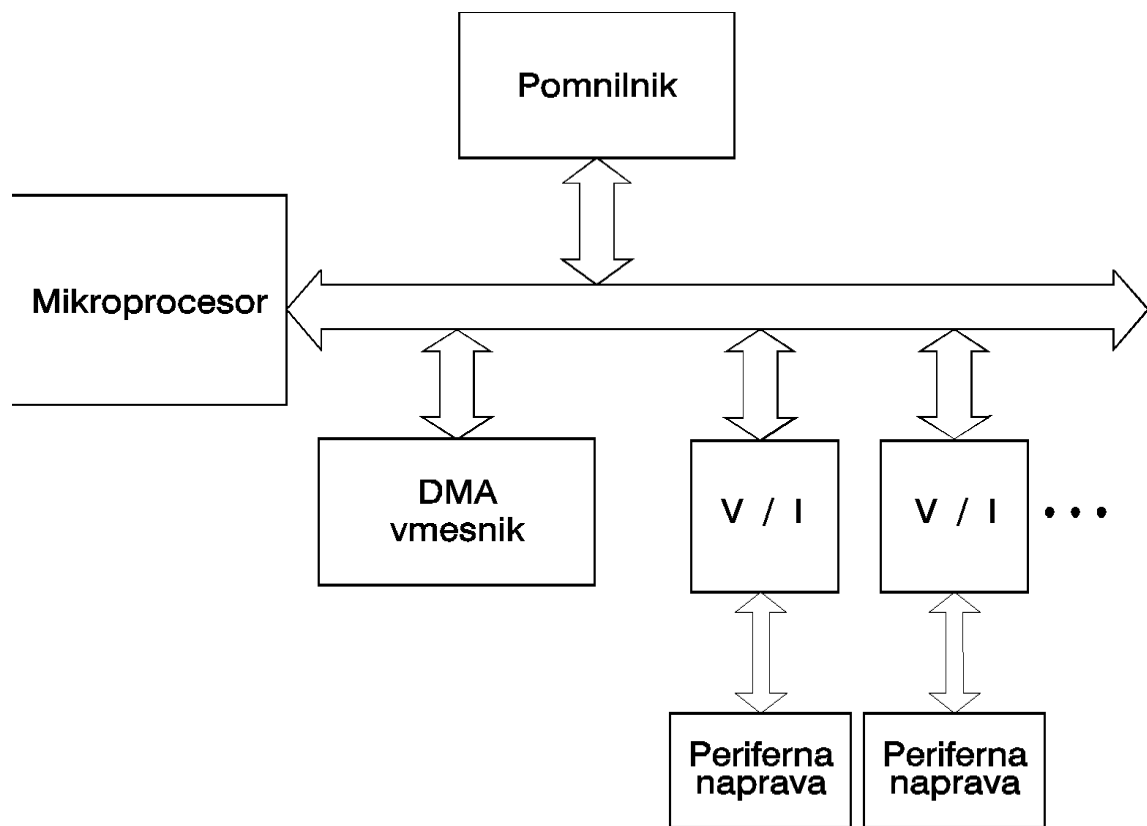 Pomnilnik
Mikroprocesor
DMA
vmesnik
V / I
V / I
• • •
Periferna
naprava
Periferna
naprava